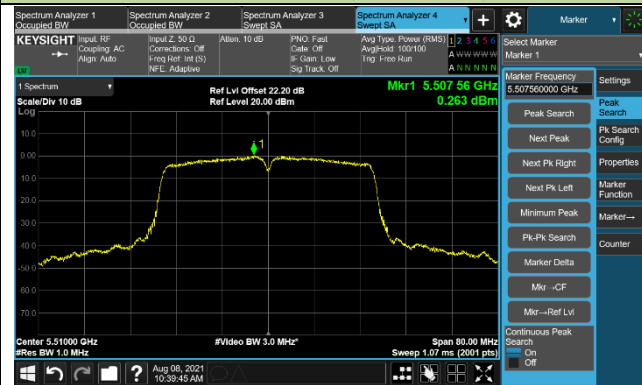 Spectrum Analyzer 1
Occupied BW
Spectrum Analyzer 2
Occupied BW
Spectrum Analyzer 3
Swept SA
Spectrum Analyzer 4
Swept SA
Marker
KEYSIGHT
Input: RF
Coupling: AC
Align: Auto
Input Z: 50 Ω
Corrections: Off
Freq Ref: Int (S)
NFE: Adaptive
Atten: 10 dB
PNO: Fast
Gate: Off
IF Gain: Low
Sig Track: Off
Avg Type: Power (RMS)
Avg|Hold: 100/100
Trig: Free Run
1 2 3 4 5 6
A W W W W W
A N N N N N
LXI
Select Marker
Marker 1
1 Spectrum
Scale/Div 10 dB
Log
Ref Lvl Offset 22.20 dB
Ref Level 20.00 dBm
Mkr1 5.507 56 GHz
0.263 dBm
1
10.0
0.00
-10.0
-20.0
-30.0
-40.0
-50.0
-60.0
-70.0
Center 5.51000 GHz
#Res BW 1.0 MHz
#Video BW 3.0 MHz*
Span 80.00 MHz
Sweep 1.07 ms (2001 pts)
Marker Frequency
5.507560000 GHz
Peak Search
Next Peak
Next Pk Right
Next Pk Left
Minimum Peak
Pk-Pk Search
Marker Delta
Mkr→CF
Mkr→Ref Lvl
Continuous Peak
Search
On
Off
Settings
Peak
Search
Pk Search
Config
Properties
Marker
Function
Marker→
Counter
Aug 08, 2021
10:39:45 AM